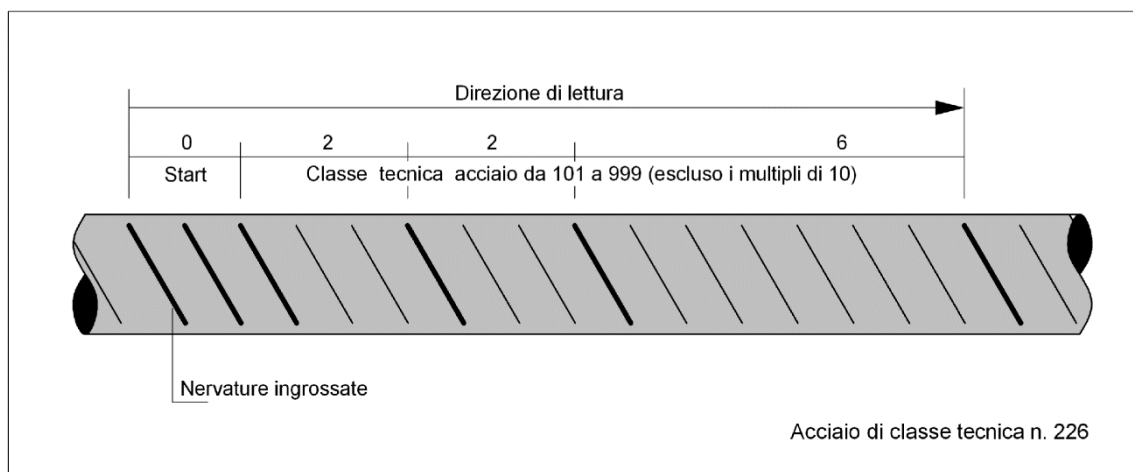 Direzione di lettura
0 2 2 6
Start Classe tecnica acciaio da 101 a 999 (escluso i multipli di 10)
Nervature ingrossate
Acciaio di classe tecnica n. 226